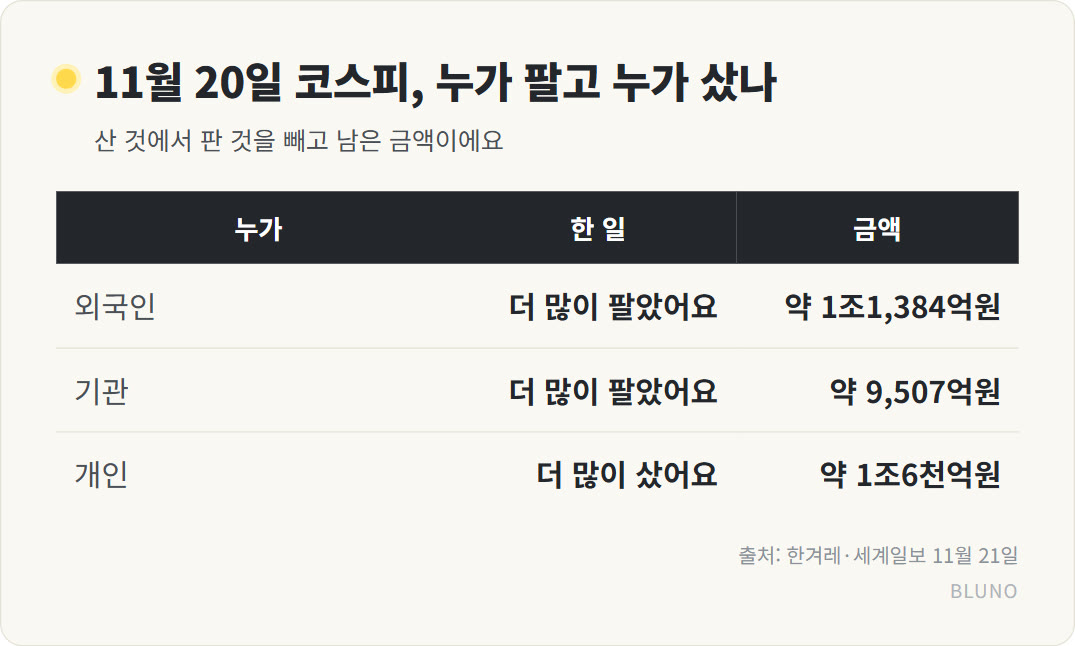 11월 20일 코스피, 누가 팔고 누가 샀나
산 것에서 판 것을 빼고 남은 금액이에요
누가 한 일 금액
외국인 더 많이 팔았어요 약 1조1,384억원
기관 더 많이 팔았어요 약 9,507억원
개인 더 많이 샀어요 약 1조6천억원
출처: 한겨레·세계일보 11월 21일
BLUNO